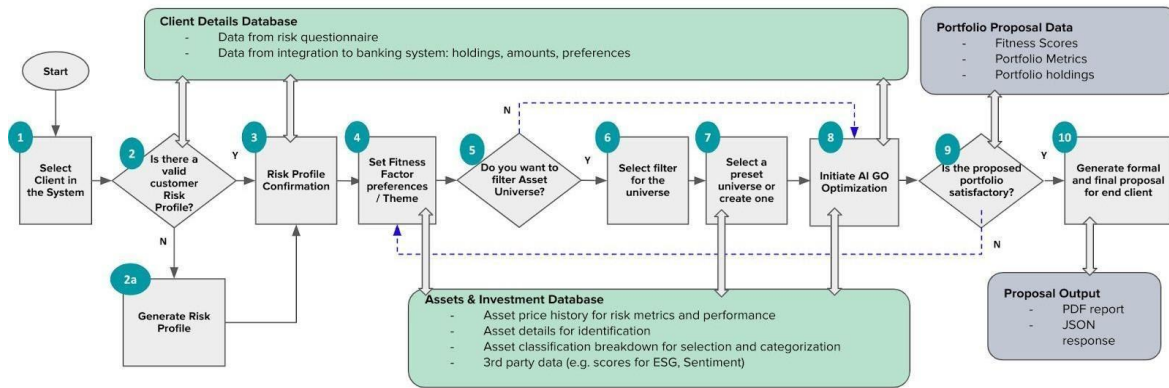 Client Details Database
- Data from risk questionnaire
- Data from integration to banking system: holdings, amounts, preferences
Portfolio Proposal Data
- Fitness Scores
- Portfolio Metrics
- Portfolio holdings
Start
1
Select
Client in
the System
2
Is there a
valid
customer
Risk
Profile?
Y
N
2a
Generate Risk
Profile
3
Risk Profile
Confirmation
4
Set Fitness
Factor
preferences
/ Theme
5
Do you want to
filter Asset
Universe?
N
Y
6
Select filter
for the
universe
7
Select a
preset
universe or
create one
8
Initiate AI GO
Optimization
9
Is the proposed
portfolio
satisfactory?
Y
N
10
Generate formal
and final proposal
for end client
Assets & Investment Database
- Asset price history for risk metrics and performance
- Asset details for identification
- Asset classification breakdown for selection and categorization
- 3rd party data (e.g. scores for ESG, Sentiment)
Proposal Output
- PDF report
- JSON
response